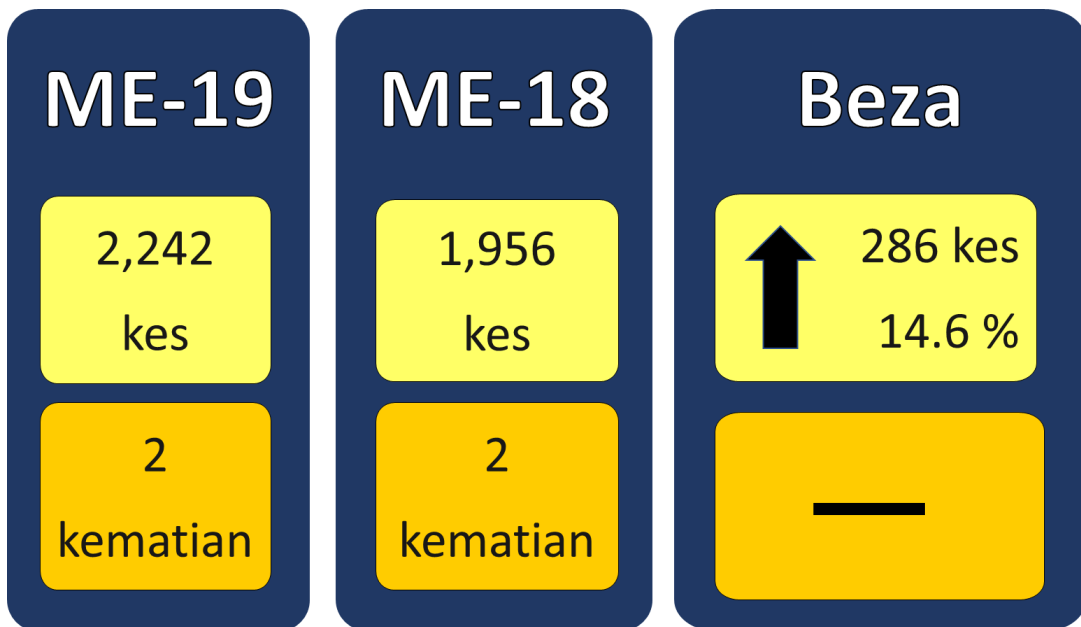 ME-19
2,242
kes
2
kematian
ME-18
1,956
kes
2
kematian
Beza
286 kes
14.6 %